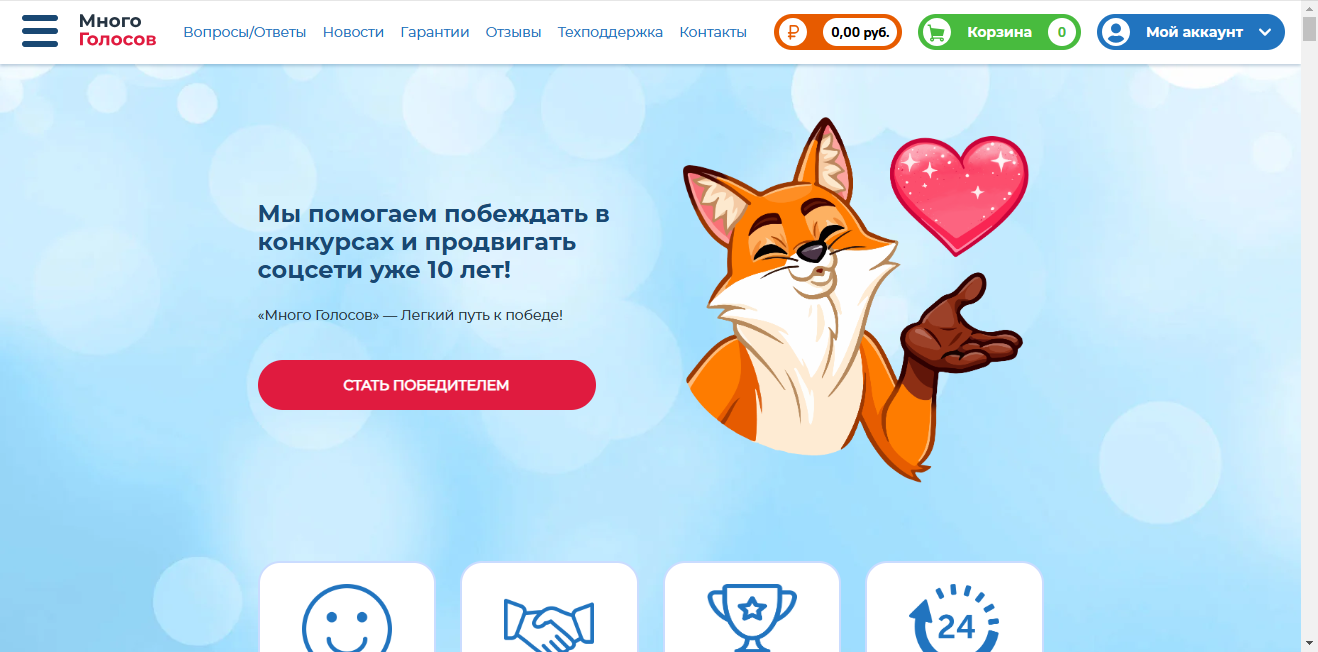 Много
Голосов
Вопросы/Ответы Новости Гарантии Отзывы Техподдержка Контакты
0,00 руб.
Корзина 0
Мой аккаунт
Мы помогаем побеждать в
конкурсах и продвигать
соцсети уже 10 лет!
«Много Голосов» — Легкий путь к победе!
СТАТЬ ПОБЕДИТЕЛЕМ
24